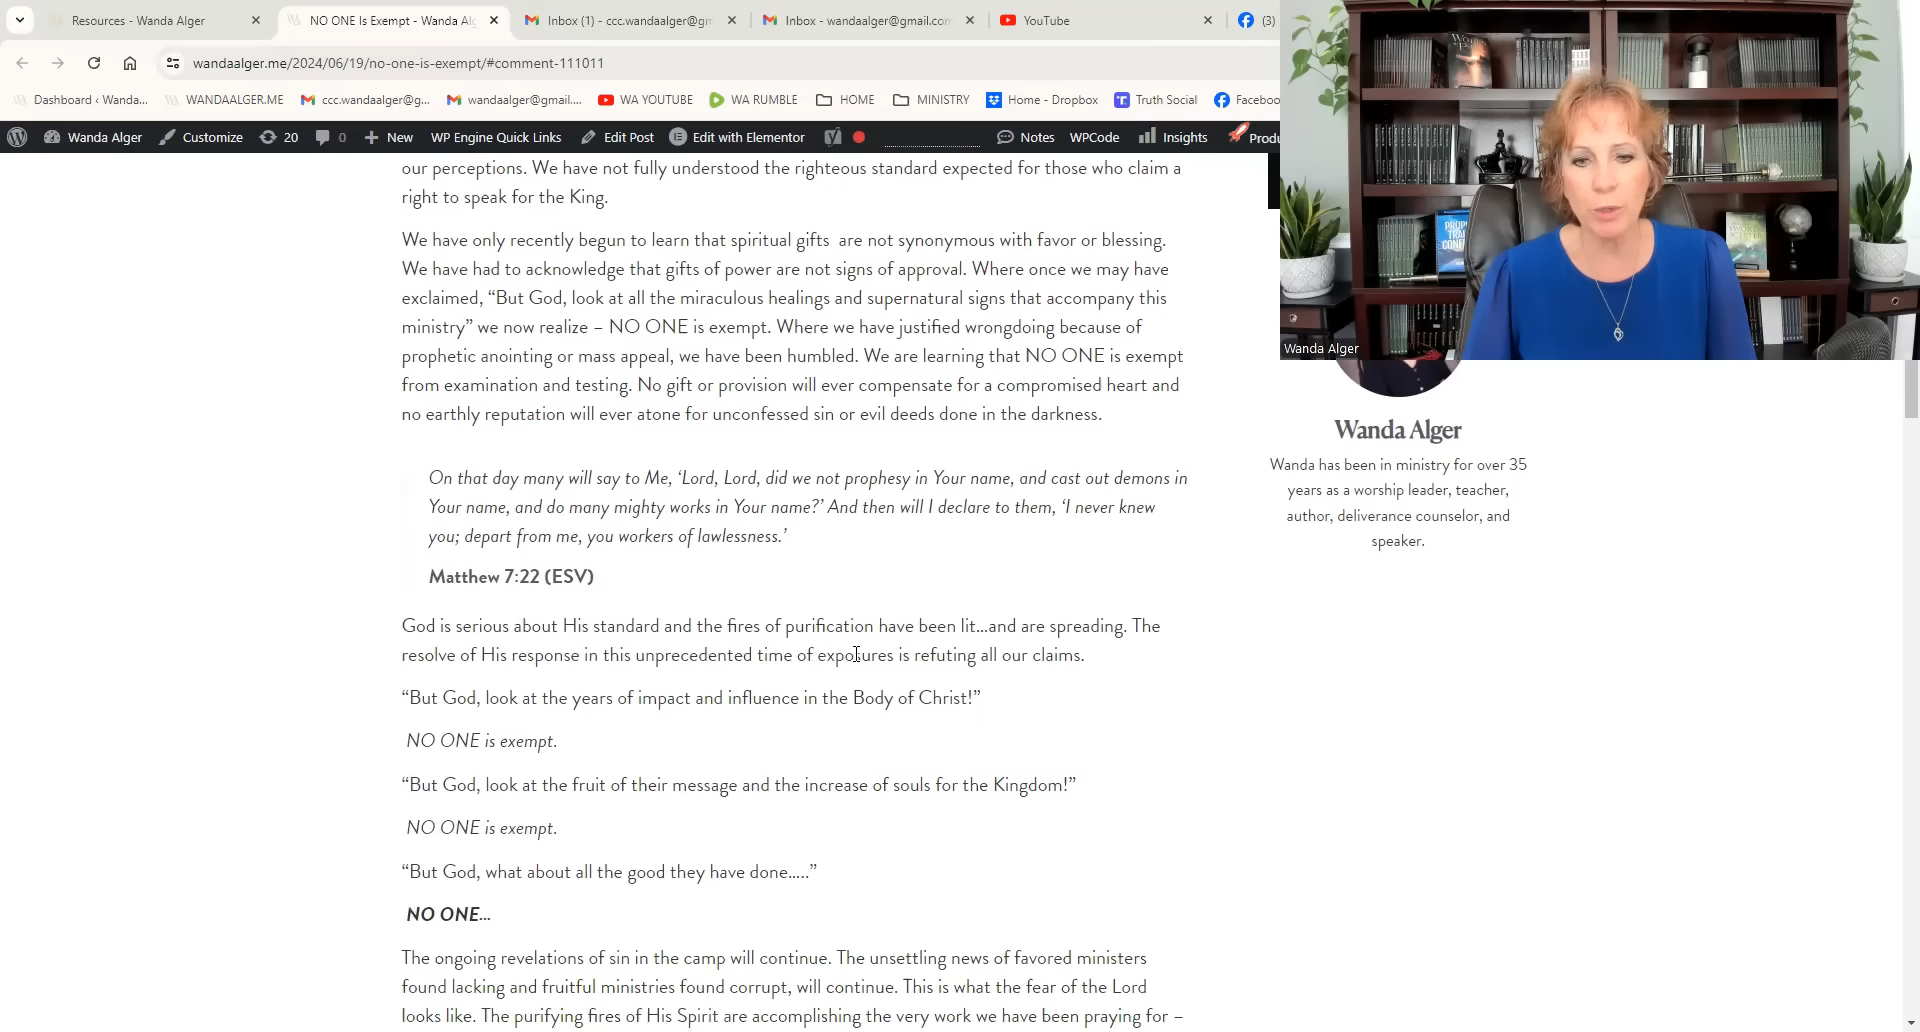 Resources - Wanda Alger
NO ONE Is Exempt - Wanda Alg
Inbox (1) - ccc.wandaalger@gm
Inbox - wandaalger@gmail.com
YouTube
(3)
wandaalger.me/2024/06/19/no-one-is-exempt/#comment-111011
Dashboard ‹ Wanda...
WANDAALGER.ME
ccc.wandaalger@g...
wandaalger@gmail....
WA YOUTUBE
WA RUMBLE
HOME
MINISTRY
Home - Dropbox
Truth Social
Faceboo
Wanda Alger
Customize
20
0
New
WP Engine Quick Links
Edit Post
Edit with Elementor
Notes
WPCode
Insights
Produ
our perceptions. We have not fully understood the righteous standard expected for those who claim a
right to speak for the King.
We have only recently begun to learn that spiritual gifts are not synonymous with favor or blessing.
We have had to acknowledge that gifts of power are not signs of approval. Where once we may have
exclaimed, “But God, look at all the miraculous healings and supernatural signs that accompany this
ministry” we now realize – NO ONE is exempt. Where we have justified wrongdoing because of
prophetic anointing or mass appeal, we have been humbled. We are learning that NO ONE is exempt
from examination and testing. No gift or provision will ever compensate for a compromised heart and
no earthly reputation will ever atone for unconfessed sin or evil deeds done in the darkness.
On that day many will say to Me, ‘Lord, Lord, did we not prophesy in Your name, and cast out demons in
Your name, and do many mighty works in Your name?’ And then will I declare to them, ‘I never knew
you; depart from me, you workers of lawlessness.’
Matthew 7:22 (ESV)
God is serious about His standard and the fires of purification have been lit...and are spreading. The
resolve of His response in this unprecedented time of exposures is refuting all our claims.
“But God, look at the years of impact and influence in the Body of Christ!”
NO ONE is exempt.
“But God, look at the fruit of their message and the increase of souls for the Kingdom!”
NO ONE is exempt.
“But God, what about all the good they have done.....”
NO ONE...
The ongoing revelations of sin in the camp will continue. The unsettling news of favored ministers
found lacking and fruitful ministries found corrupt, will continue. This is what the fear of the Lord
looks like. The purifying fires of His Spirit are accomplishing the very work we have been praying for –
Wanda Alger
Wanda Alger
Wanda has been in ministry for over 35
years as a worship leader, teacher,
author, deliverance counselor, and
speaker.